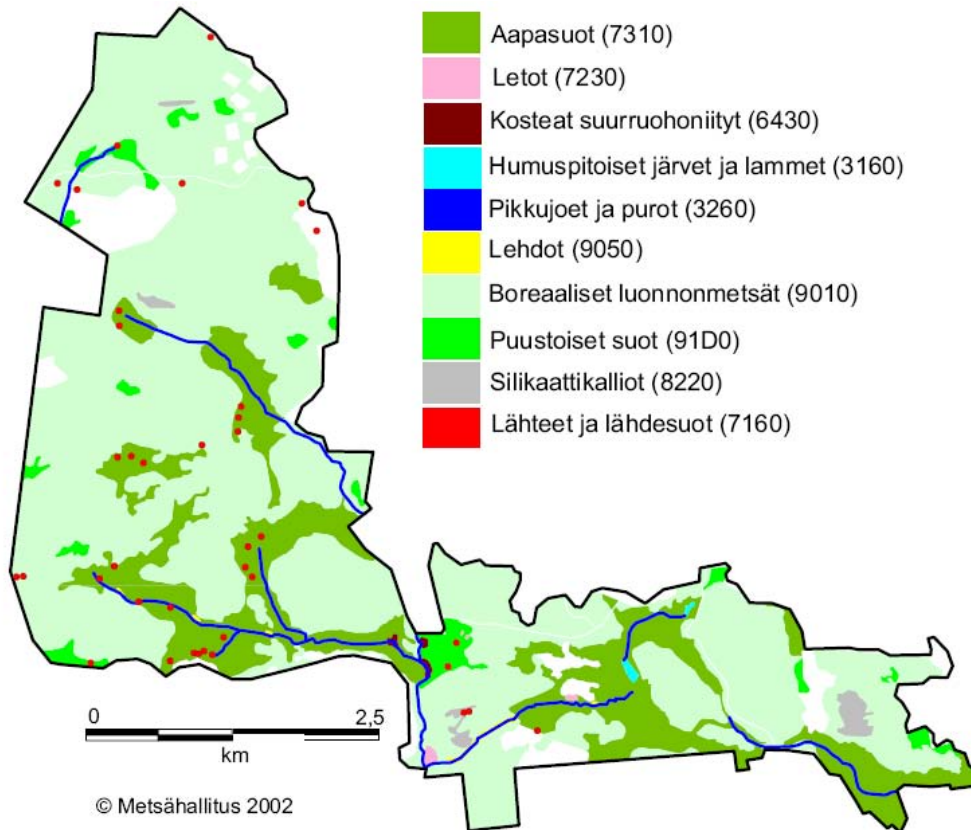 Aapasuot (7310)
Letot (7230)
Kosteat suurruohoniityt (6430)
Humuspitoiset järvet ja lammet (3160)
Pikkujoet ja purot (3260)
Lehdot (9050)
Boreaaliset luonnonmetsät (9010)
Puustoiset suot (91D0)
Silikaattikalliot (8220)
Lähteet ja lähdesuot (7160)
0 2,5
km
© Metsähallitus 2002